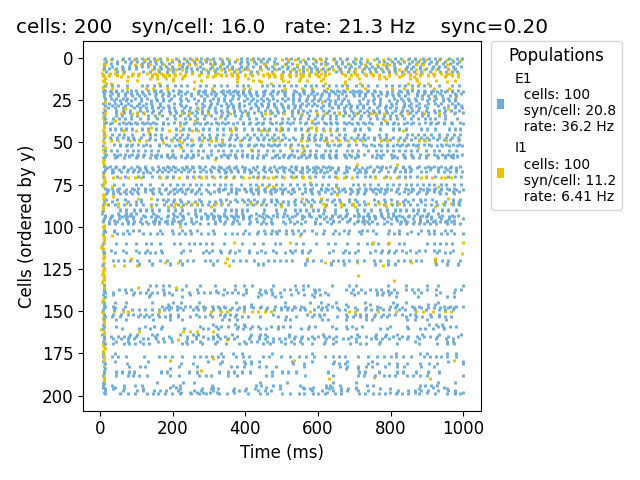 cells: 200   syn/cell: 16.0   rate: 21.3 Hz    sync=0.20
Populations
E1
cells: 100
syn/cell: 20.8
rate: 36.2 Hz
I1
cells: 100
syn/cell: 11.2
rate: 6.41 Hz
Cells (ordered by y)
0
25
50
75
100
125
150
175
200
0 200 400 600 800 1000
Time (ms)